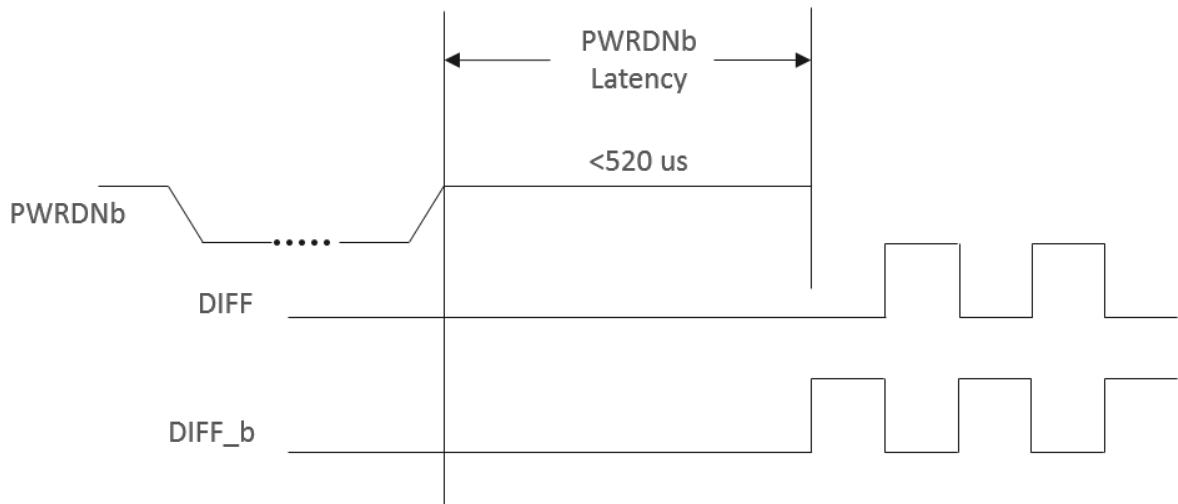 PWRDNb
Latency
<520 us
PWRDNb
DIFF
DIFF_b